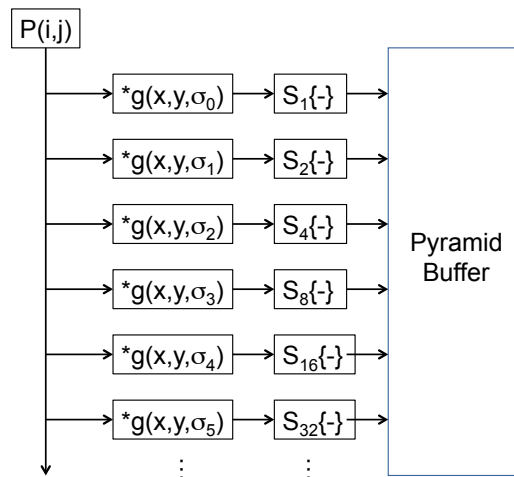 P(i,j)
*g(x,y,σ₀) S₁{-}
*g(x,y,σ₁) S₂{-}
*g(x,y,σ₂) S₄{-}
*g(x,y,σ₃) S₈{-}
*g(x,y,σ₄) S₁₆{-}
*g(x,y,σ₅) S₃₂{-}
⋮ ⋮
Pyramid
Buffer